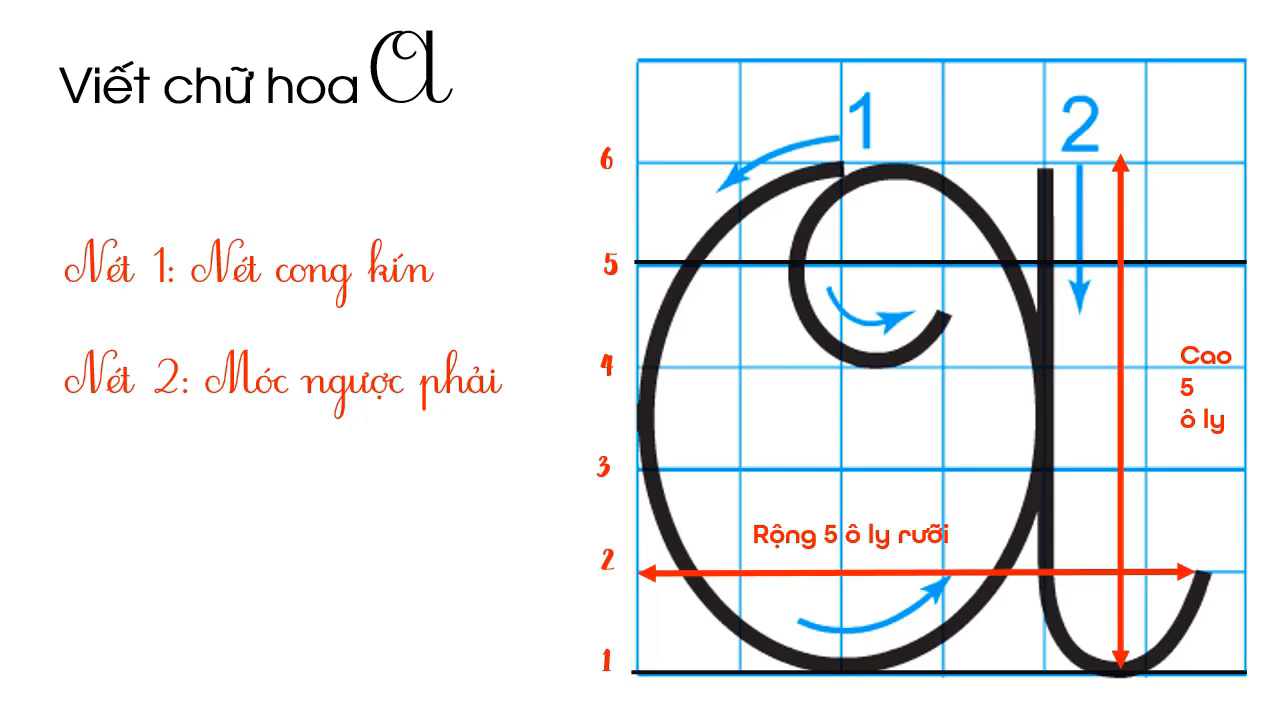 Viết chữ hoa A
Nét 1: Nét cong kín
Nét 2: Móc ngược phải
1
2
6
5
4
3
2
1
Cao
5
ô ly
Rộng 5 ô ly rưỡi